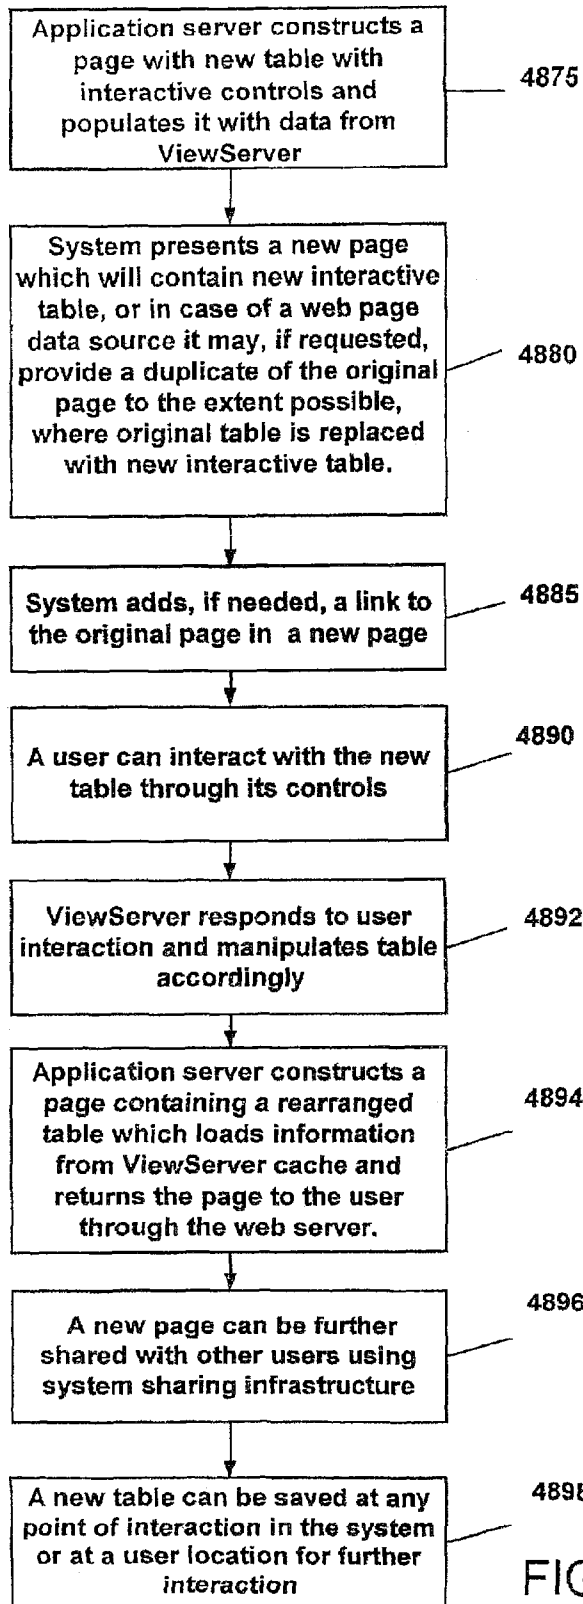 Application server constructs a
page with new table with
interactive controls and
populates it with data from
ViewServer
4875
System presents a new page
which will contain new interactive
table, or in case of a web page
data source it may, if requested,
provide a duplicate of the original
page to the extent possible,
where original table is replaced
with new interactive table.
4880
System adds, if needed, a link to
the original page in a new page
4885
A user can interact with the new
table through its controls
4890
ViewServer responds to user
interaction and manipulates table
accordingly
4892
Application server constructs a
page containing a rearranged
table which loads information
from ViewServer cache and
returns the page to the user
through the web server.
4894
A new page can be further
shared with other users using
system sharing infrastructure
4896
A new table can be saved at any
point of interaction in the system
or at a user location for further
interaction
4898
FIG